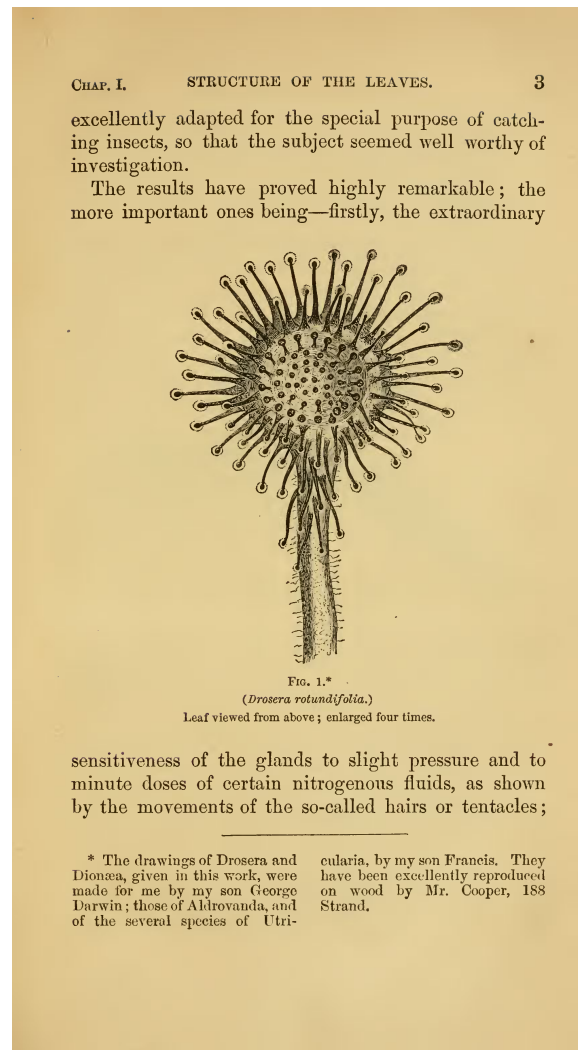 CHAP. I. STRUCTURE OF THE LEAVES. 3
excellently adapted for the special purpose of catch-
ing insects, so that the subject seemed well worthy of
investigation.
The results have proved highly remarkable; the
more important ones being—firstly, the extraordinary
FIG. 1.*
(Drosera rotundifolia.)
Leaf viewed from above; enlarged four times.
sensitiveness of the glands to slight pressure and to
minute doses of certain nitrogenous fluids, as shown
by the movements of the so-called hairs or tentacles;
* The drawings of Drosera and
Dionæa, given in this work, were
made for me by my son George
Darwin; those of Aldrovanda, and
of the several species of Utri-
cularia, by my son Francis. They
have been excellently reproduced
on wood by Mr. Cooper, 188
Strand.